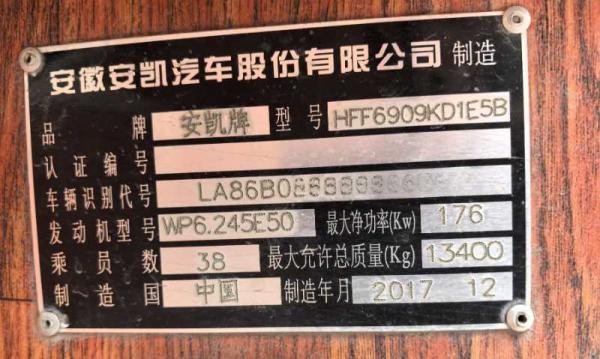 安徽安凯汽车股份有限公司 制造
品牌 安凯牌 型号 HFF6909KD1E5B
认证编号
车辆识别代号
发动机型号 WP6.245E50 最大净功率(Kw) 176
乘员数 38 最大允许总质量(Kg) 13400
制造国 中国 制造年月 2017 12